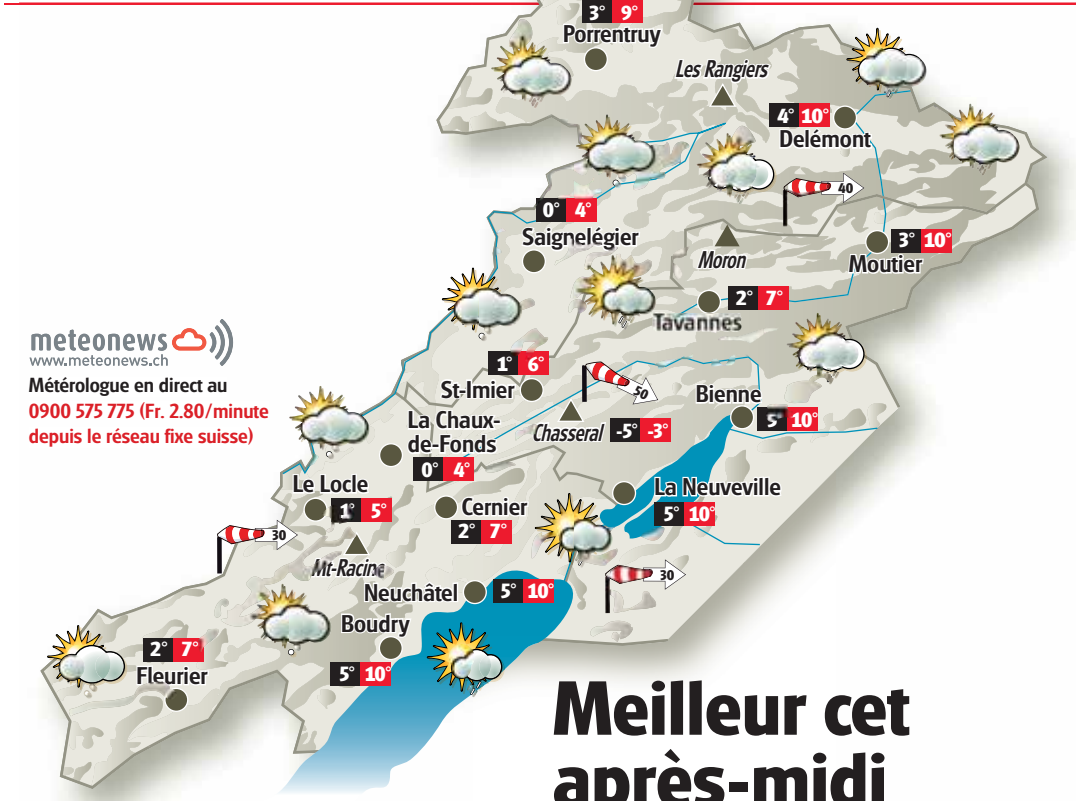 3° 9°
Porrentruy
Les Rangiers
4° 10°
Delémont
40
0° 4°
Saignelégier
Moron
3° 10°
Moutier
2° 7°
Tavannes
meteonews
www.meteonews.ch
Météorologue en direct au
0900 575 775 (Fr. 2.80/minute
depuis le réseau fixe suisse)
1° 6°
St-Imier
50
Chasseral -5° -3°
Bienne
5° 10°
La Chaux-
de-Fonds
0° 4°
Le Locle
1° 5°
Cernier
2° 7°
La Neuveville
5° 10°
30
Mt-Racine
30
Neuchâtel 5° 10°
Boudry
5° 10°
2° 7°
Fleurier
Meilleur cet
après-midi